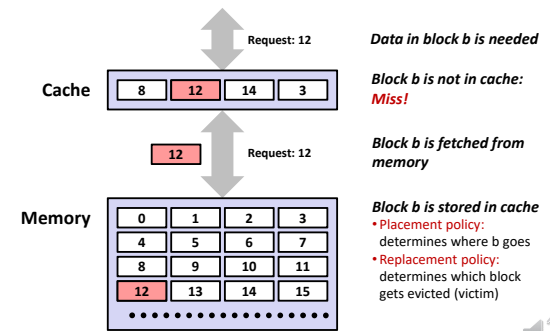 Request: 12
Data in block b is needed
Cache
8 12 14 3
Block b is not in cache:
Miss!
12
Request: 12
Block b is fetched from
memory
Memory
0 1 2 3
4 5 6 7
8 9 10 11
12 13 14 15
Block b is stored in cache
• Placement policy:
determines where b goes
• Replacement policy:
determines which block
gets evicted (victim)